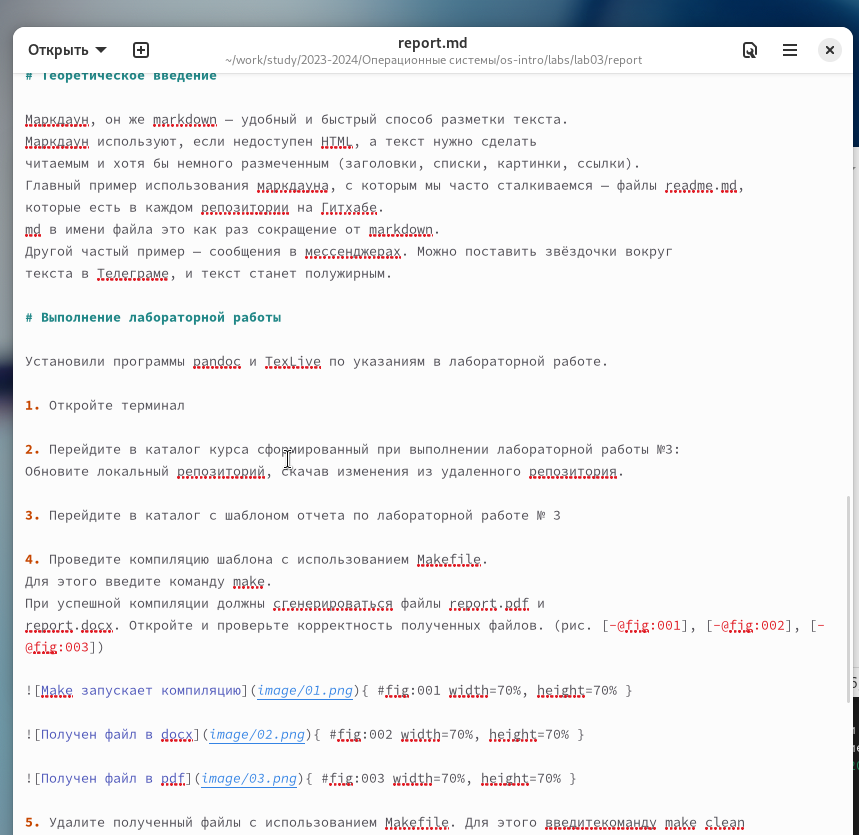 Открыть
report.md
~/work/study/2023-2024/Операционные системы/os-intro/labs/lab03/report
# Теоретическое введение
Маркдаун, он же markdown — удобный и быстрый способ разметки текста.
Маркдаун используют, если недоступен HTML, а текст нужно сделать
читаемым и хотя бы немного размеченным (заголовки, списки, картинки, ссылки).
Главный пример использования маркдауна, с которым мы часто сталкиваемся — файлы readme.md,
которые есть в каждом репозитории на Гитхабе.
md в имени файла это как раз сокращение от markdown.
Другой частый пример — сообщения в мессенджерах. Можно поставить звёздочки вокруг
текста в Телеграме, и текст станет полужирным.
# Выполнение лабораторной работы
Установили программы pandoc и TexLive по указаниям в лабораторной работе.
1. Откройте терминал
2. Перейдите в каталог курса сформированный при выполнении лабораторной работы №3:
Обновите локальный репозиторий, скачав изменения из удаленного репозитория.
3. Перейдите в каталог с шаблоном отчета по лабораторной работе № 3
4. Проведите компиляцию шаблона с использованием Makefile.
Для этого введите команду make.
При успешной компиляции должны сгенерироваться файлы report.pdf и
report.docx. Откройте и проверьте корректность полученных файлов. (рис. [-@fig:001], [-@fig:002], [-
@fig:003])
![Make запускает компиляцию](image/01.png){ #fig:001 width=70%, height=70% }
![Получен файл в docx](image/02.png){ #fig:002 width=70%, height=70% }
![Получен файл в pdf](image/03.png){ #fig:003 width=70%, height=70% }
5. Удалите полученный файлы с использованием Makefile. Для этого введитекоманду make clean